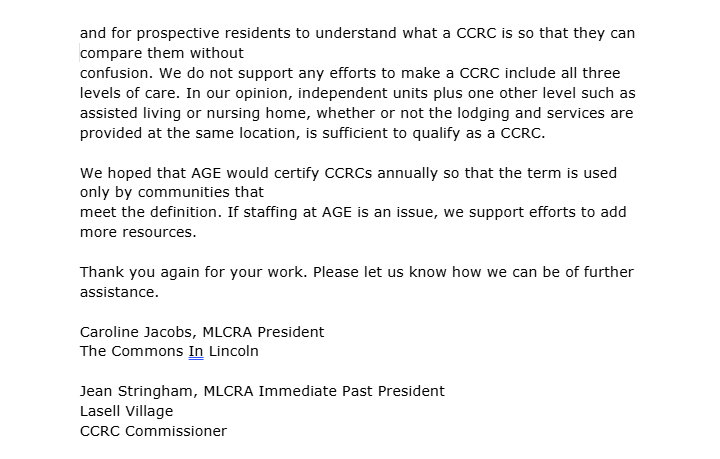 and for prospective residents to understand what a CCRC is so that they can
compare them without
confusion. We do not support any efforts to make a CCRC include all three
levels of care. In our opinion, independent units plus one other level such as
assisted living or nursing home, whether or not the lodging and services are
provided at the same location, is sufficient to qualify as a CCRC.
We hoped that AGE would certify CCRCs annually so that the term is used
only by communities that
meet the definition. If staffing at AGE is an issue, we support efforts to add
more resources.
Thank you again for your work. Please let us know how we can be of further
assistance.
Caroline Jacobs, MLCRA President
The Commons In Lincoln
Jean Stringham, MLCRA Immediate Past President
Lasell Village
CCRC Commissioner